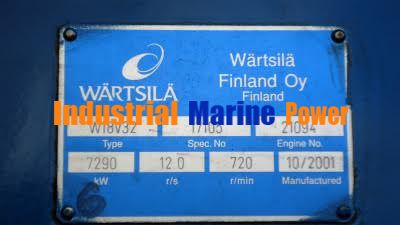 WÄRTSILÄ
Wärtsilä
Finland Oy
Finland
Industrial Marine Power
W18V32 17105 21094
Type Spec. No Engine No.
7290 12.0 720 10/2001
kW r/s r/min Manufactured